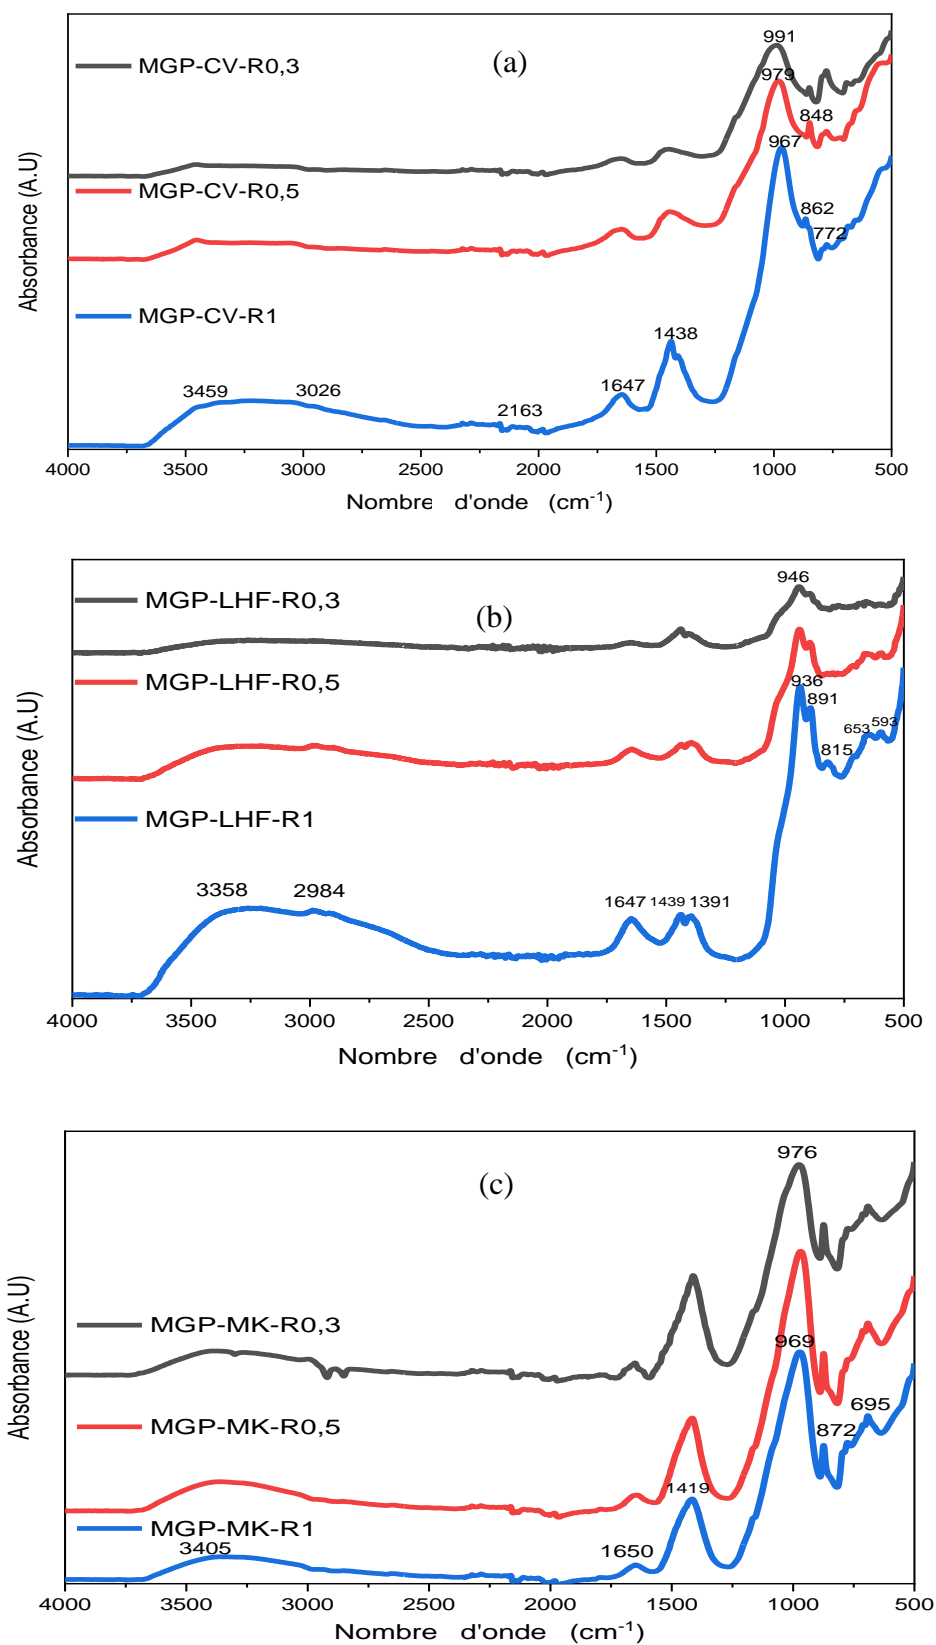 991
MGP-CV-R0,3
(a)
979
848
967
MGP-CV-R0,5
862
772
MGP-CV-R1
1438
3459
3026
1647
2163
Absorbance (A.U)
4000 3500 3000 2500 2000 1500 1000 500
Nombre d'onde (cm-1)
946
MGP-LHF-R0,3
(b)
MGP-LHF-R0,5
936
891
653
593
815
MGP-LHF-R1
3358
2984
1647
1439
1391
Absorbance (A.U)
4000 3500 3000 2500 2000 1500 1000 500
Nombre d'onde (cm-1)
976
(c)
MGP-MK-R0,3
969
695
MGP-MK-R0,5
872
1419
MGP-MK-R1
3405
1650
Absorbance (A.U)
4000 3500 3000 2500 2000 1500 1000 500
Nombre d'onde (cm-1)